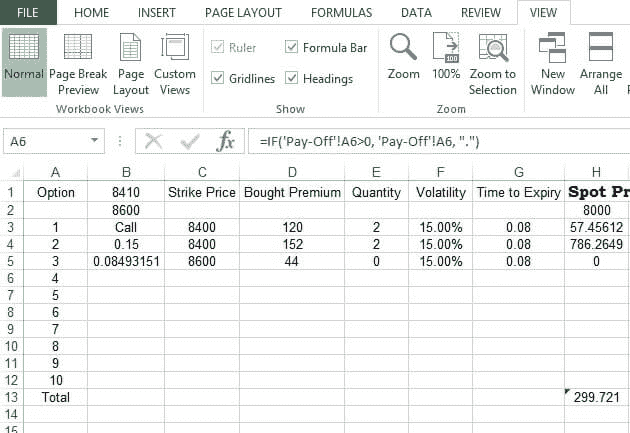 FILE HOME INSERT PAGE LAYOUT FORMULAS DATA REVIEW VIEW
Ruler Formula Bar
Gridlines Headings
Normal Page Break Preview Page Layout Custom Views Zoom 100% Zoom to Selection New Window Arrange All
Workbook Views Show Zoom
A6 fx =IF('Pay-Off'!A6>0, 'Pay-Off'!A6, ".")
A B C D E F G H
1 Option 8410 Strike Price Bought Premium Quantity Volatility Time to Expiry Spot Pr
2 8600 8000
3 1 Call 8400 120 2 15.00% 0.08 57.45612
4 2 0.15 8400 152 2 15.00% 0.08 786.2649
5 3 0.08493151 8600 44 0 15.00% 0.08 0
6 4
7 5
8 6
9 7
10 8
11 9
12 10
13 Total 299.721
14
15